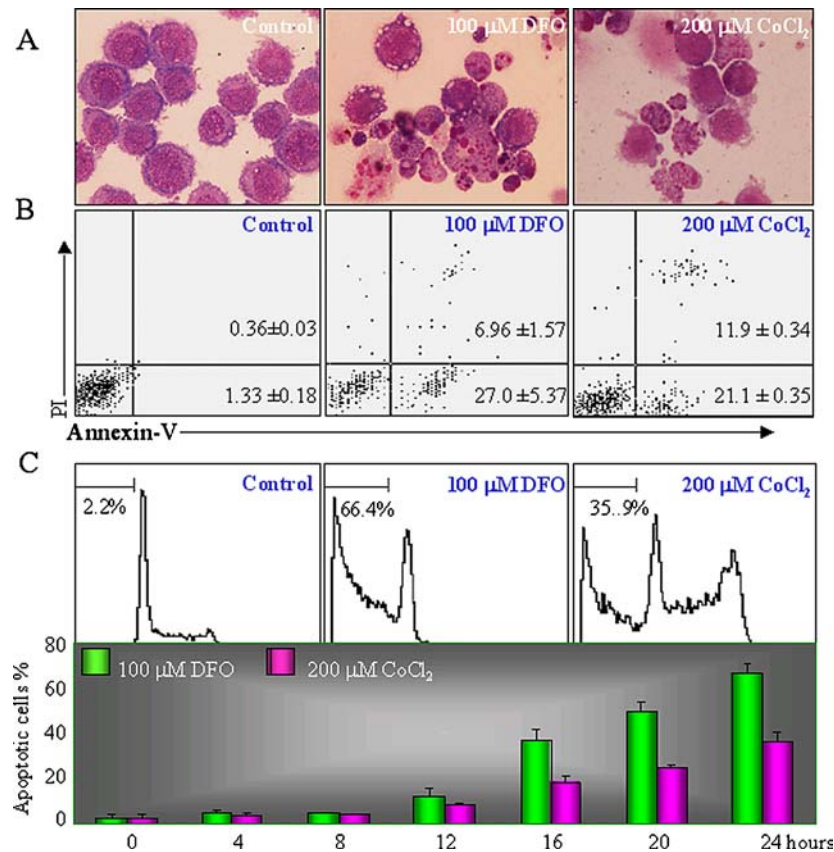 A
Control
100 μM DFO
200 μM CoCl₂
B
Control
100 μM DFO
200 μM CoCl₂
0.36±0.03
6.96 ±1.57
11.9 ± 0.34
1.33 ±0.18
27.0 ±5.37
21.1 ± 0.35
PI
Annexin-V
C
Control
100 μM DFO
200 μM CoCl₂
2.2%
66.4%
35..9%
Apoptotic cells %
80
60
40
20
0
100 μM DFO
200 μM CoCl₂
0 4 8 12 16 20 24 hours